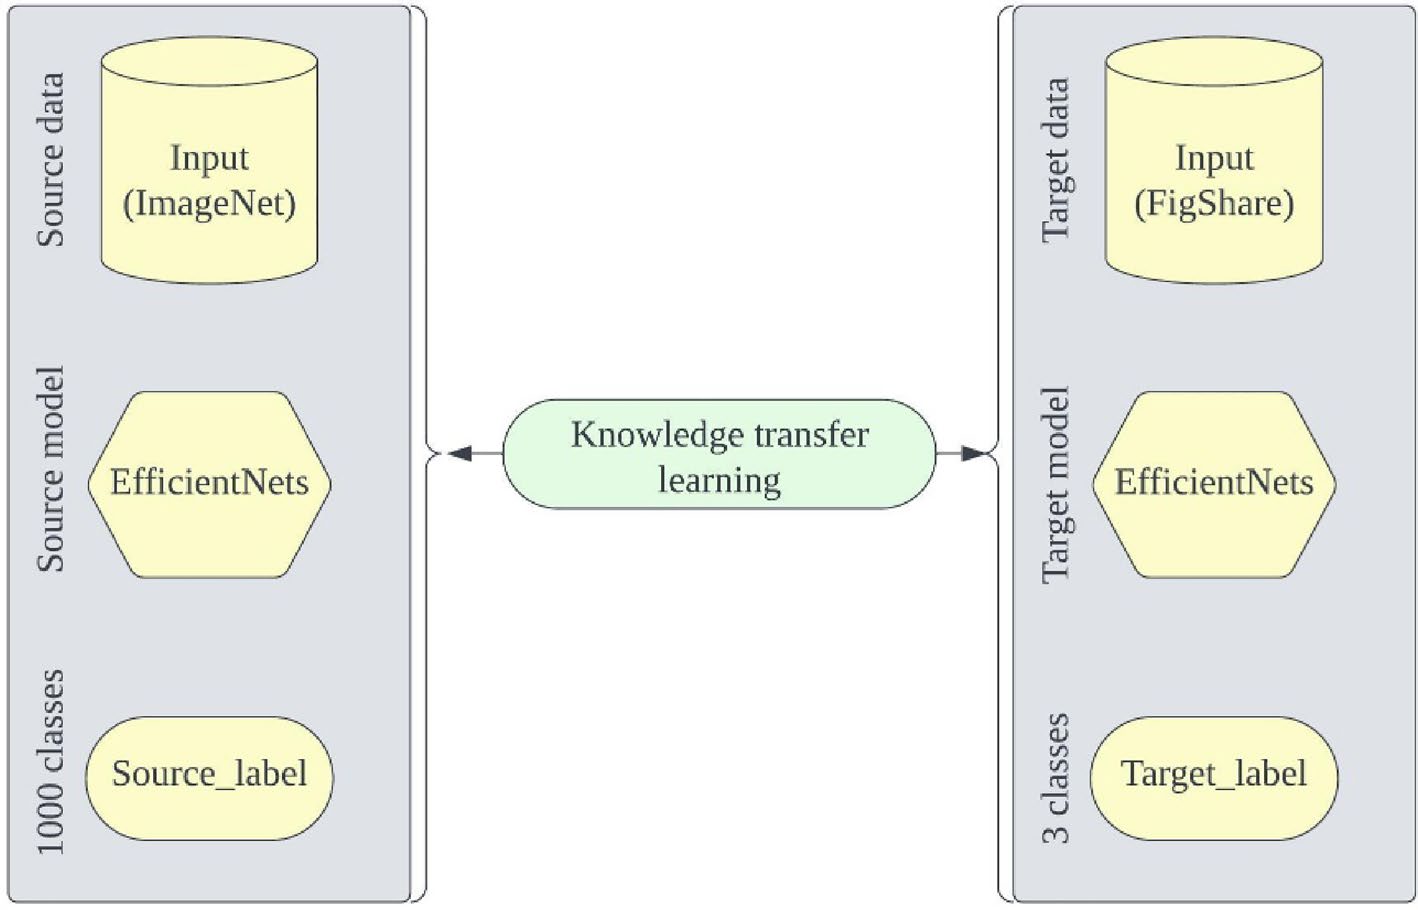 Source data
Input
(ImageNet)
Source model
EfficientNets
1000 classes
Source_label
Knowledge transfer
learning
Target data
Input
(FigShare)
Target model
EfficientNets
3 classes
Target_label